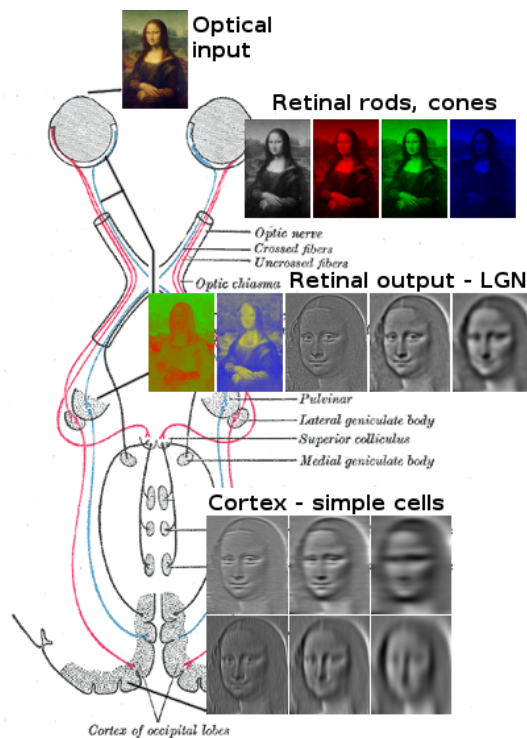 Optical
input
Retinal rods, cones
Optic nerve
Crossed fibers
Uncrossed fibers
Optic chiasma
Retinal output - LGN
Pulvinar
Lateral geniculate body
Superior colliculus
Medial geniculate body
Cortex - simple cells
Cortex of occipital lobes